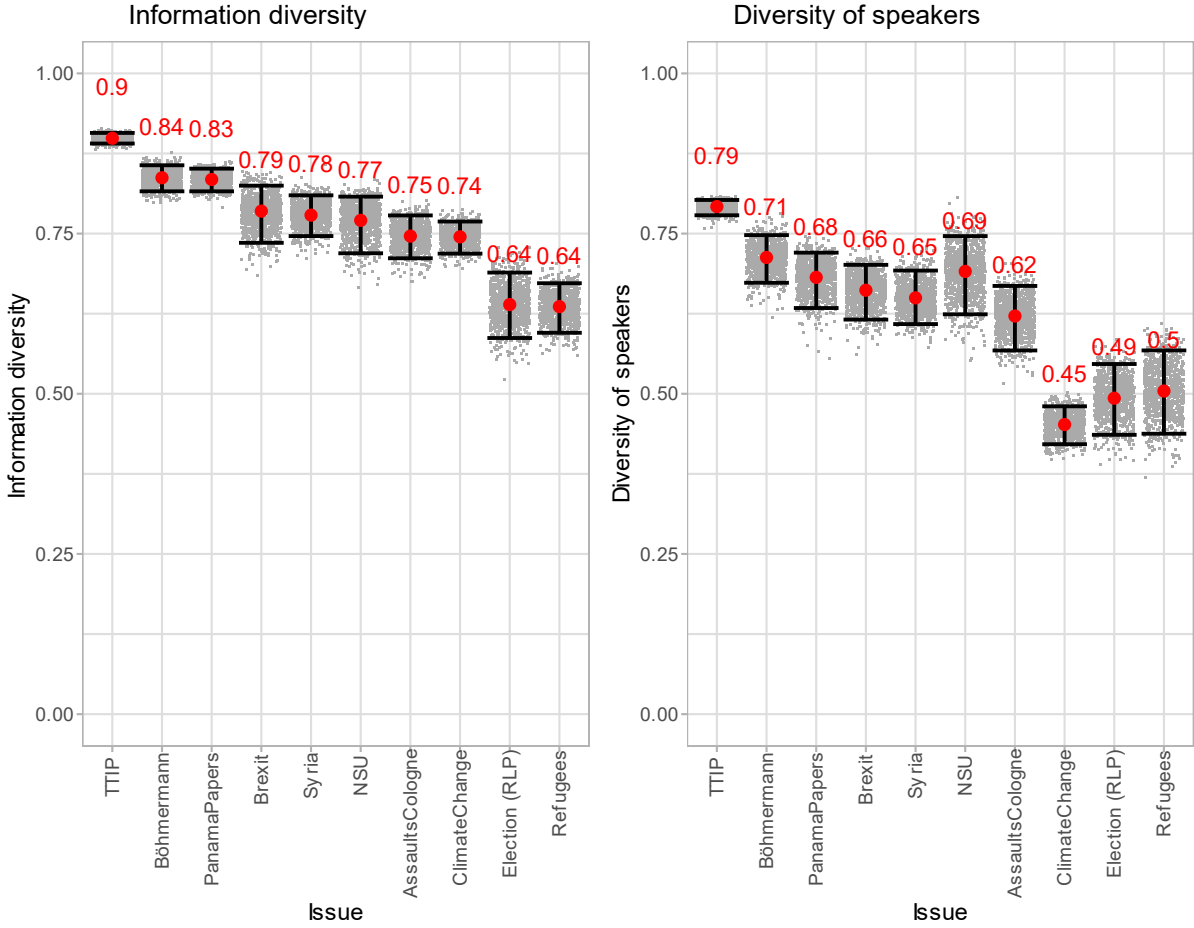 Information diversity
Information diversity
1.00
0.75
0.50
0.25
0.00
0.9
0.84
0.83
0.79
0.78
0.77
0.75
0.74
0.64
0.64
TTIP
Böhmermann
PanamaPapers
Brexit
Syria
NSU
AssaultsCologne
ClimateChange
Election (RLP)
Refugees
Issue
Diversity of speakers
Diversity of speakers
1.00
0.75
0.50
0.25
0.00
0.79
0.71
0.68
0.66
0.65
0.69
0.62
0.45
0.49
0.5
TTIP
Böhmermann
PanamaPapers
Brexit
Syria
NSU
AssaultsCologne
ClimateChange
Election (RLP)
Refugees
Issue